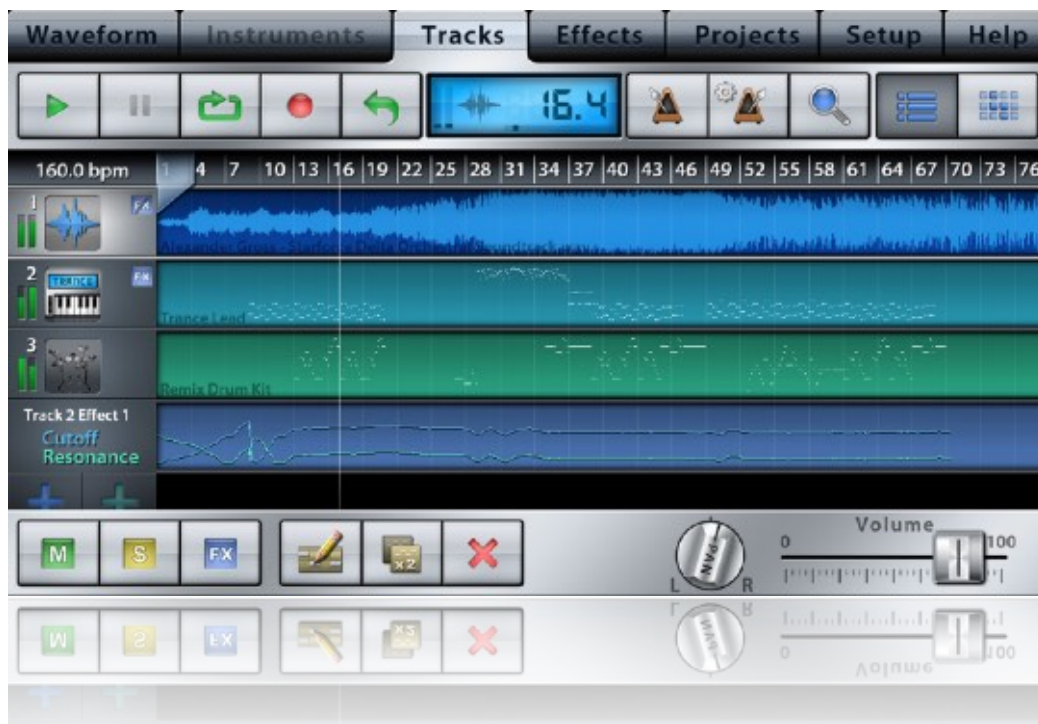 Waveform Instruments Tracks Effects Projects Setup Help
16.4
160.0 bpm 1 4 7 10 13 16 19 22 25 28 31 34 37 40 43 46 49 52 55 58 61 64 67 70 73 76
1 FX
2 TRANCE FX
Trance Lead
3
Remix Drum Kit
Track 2 Effect 1
Cutoff
Resonance
M S FX x2 PAN L R
Volume
0 100